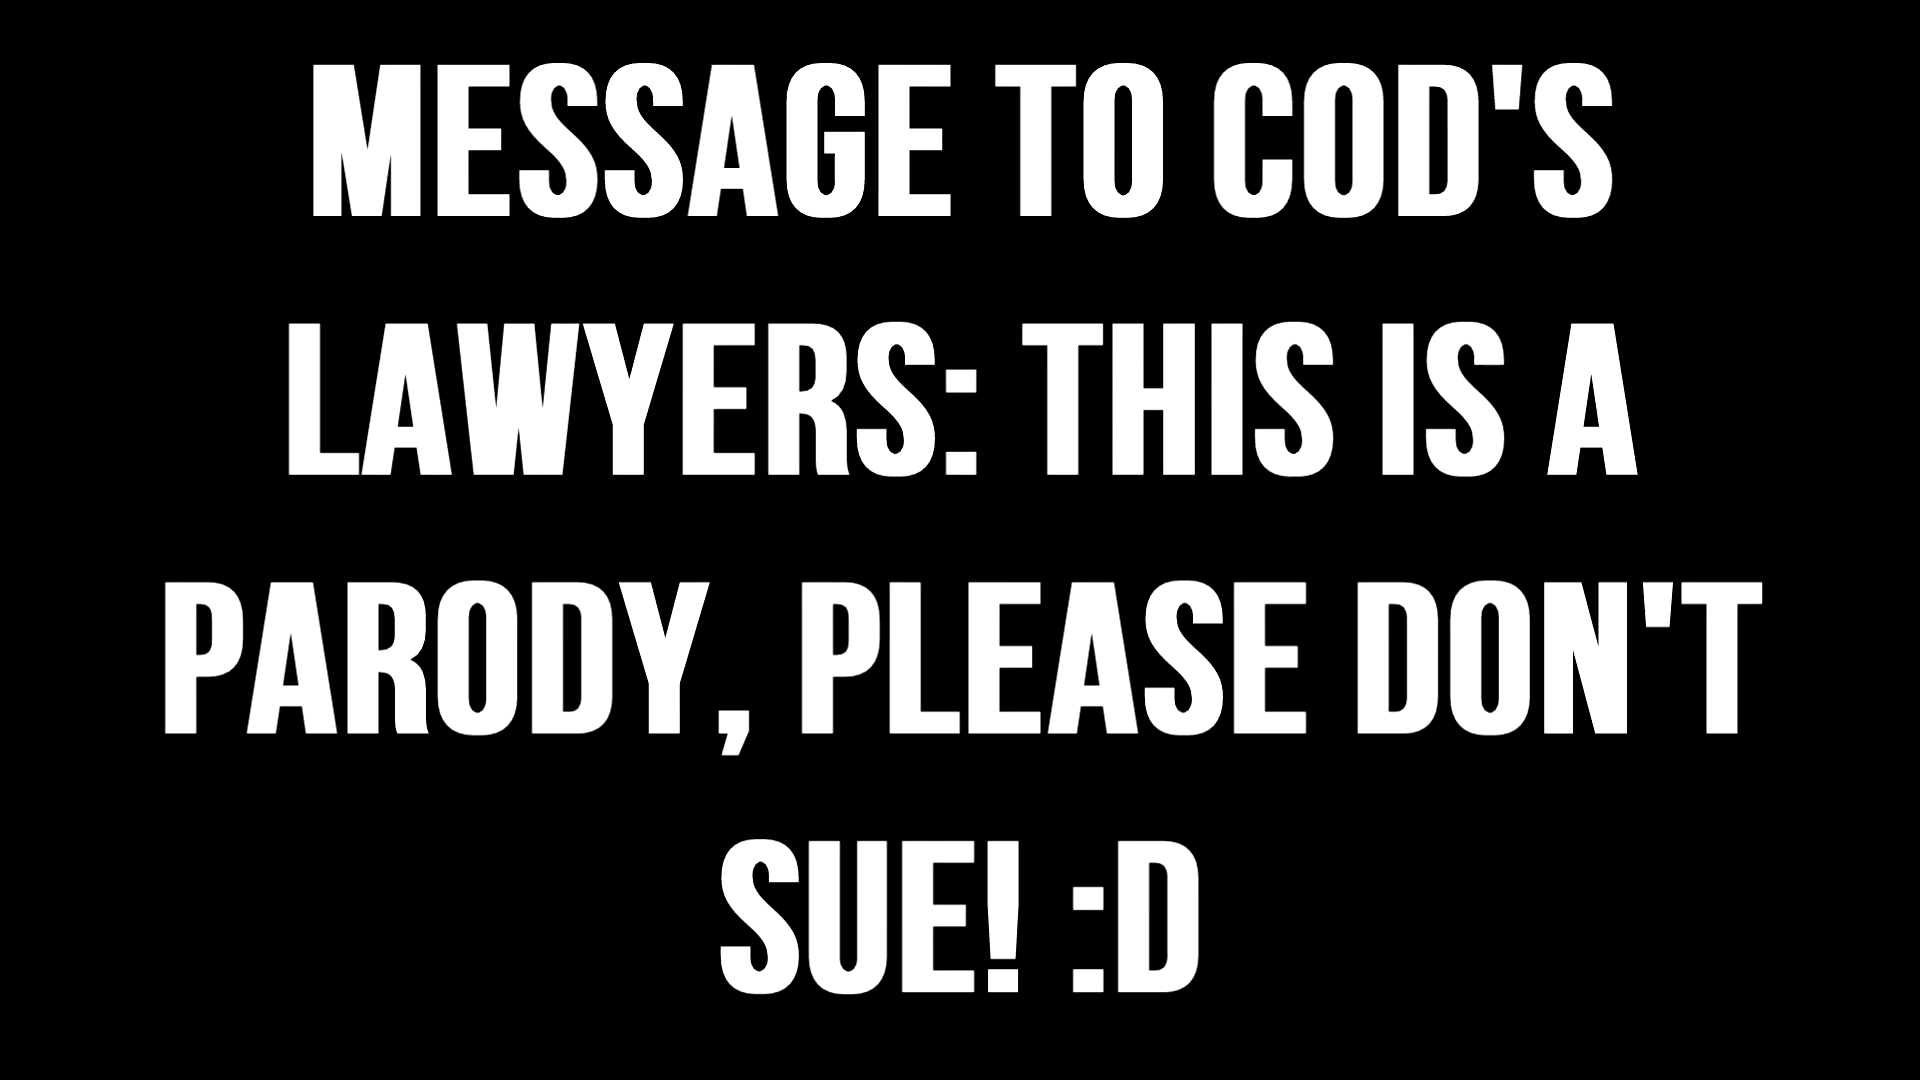 MESSAGE TO COD'S
LAWYERS: THIS IS A
PARODY, PLEASE DON'T
SUE! :D